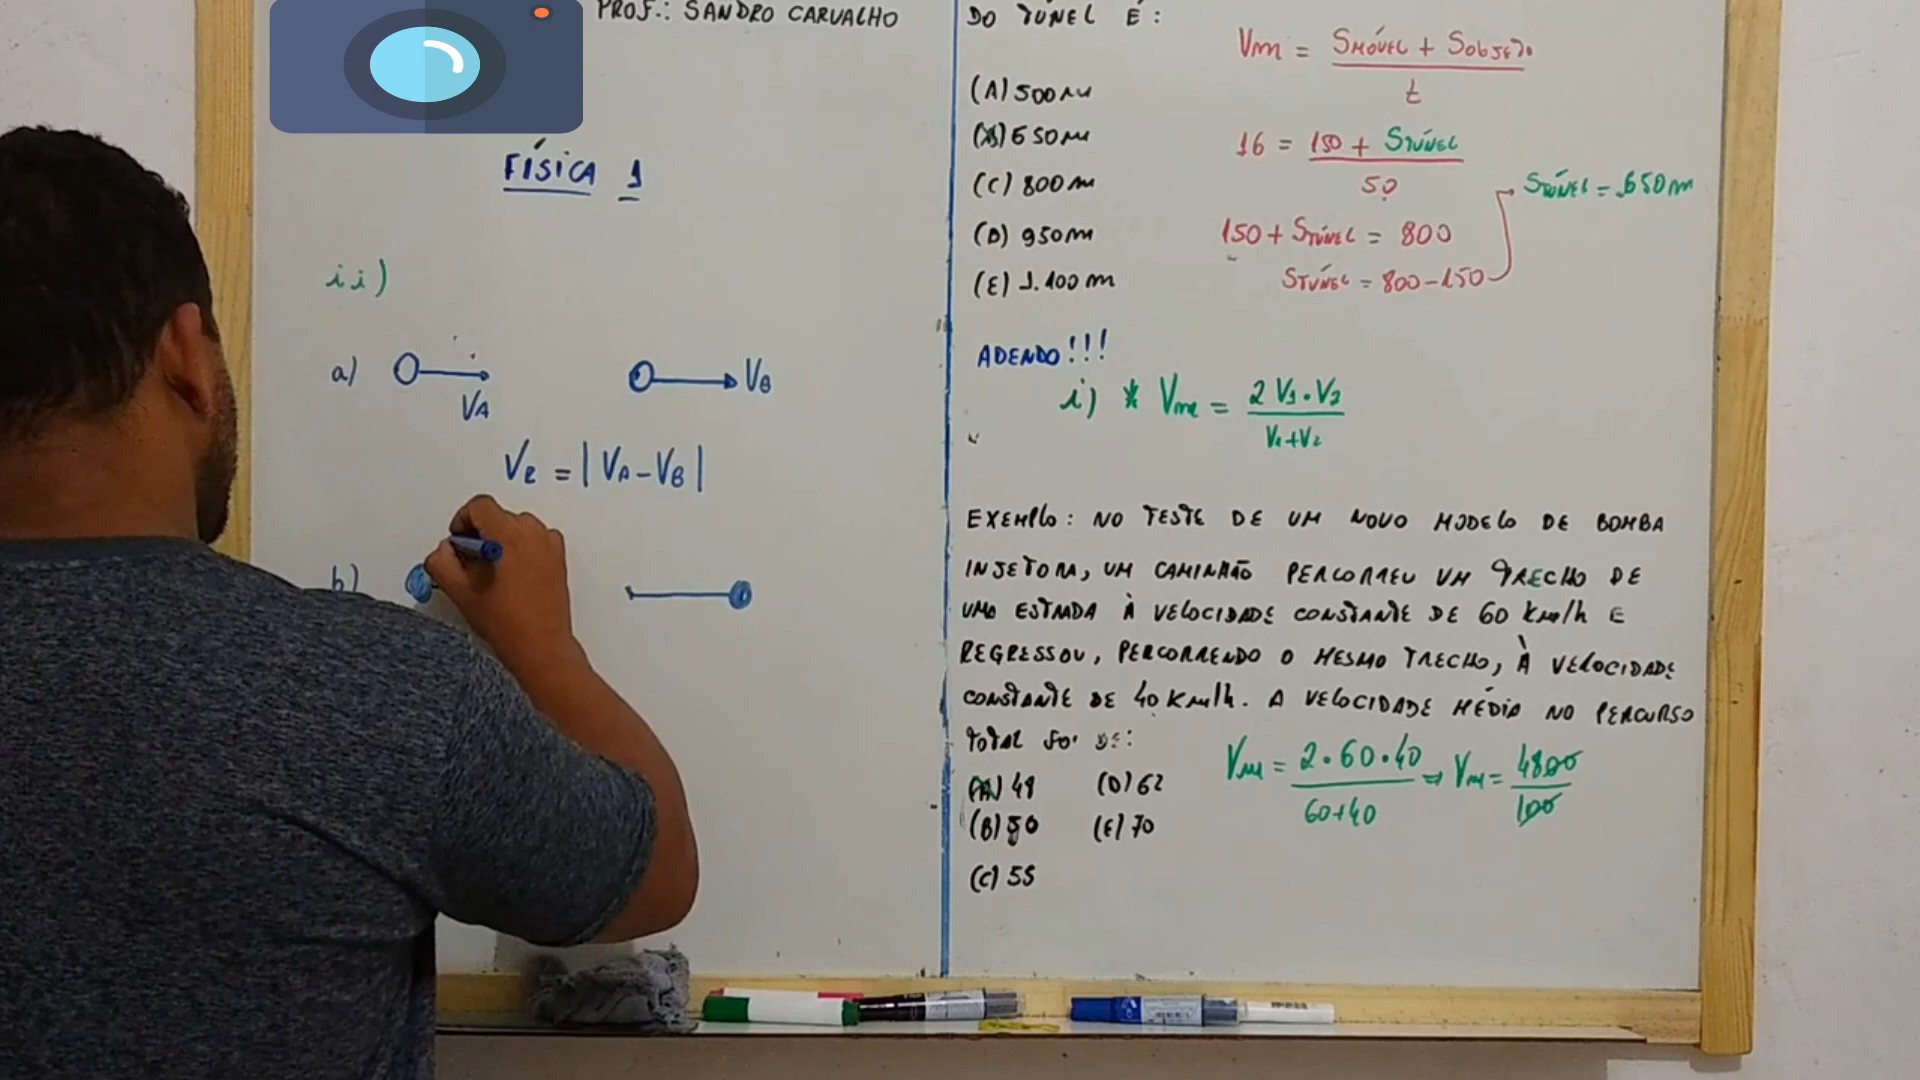 PROF.: SANDRO CARVALHO
FÍSICA 1
ii)
a)
VA
VB
VR = | VA - VB |
b)
DO TÚNEL É :
(A) 500 m
(B) 650 m
(C) 800 m
(D) 950 m
(E) 1.100 m
Vm = SMÓVEL + SOBJETO
t
16 = 150 + STÚNEL
50
150 + STÚNEL = 800
STÚNEL = 800 - 150
STÚNEL = 650 m
ADENDO!!!
i) * Vm = 2 V1 . V2
V1 + V2
EXEMPLO : NO TESTE DE UM NOVO MODELO DE BOMBA
INJETORA, UM CAMINHÃO PERCORREU UM TRECHO DE
UMA ESTRADA À VELOCIDADE CONSTANTE DE 60 Km/h E
REGRESSOU, PERCORRENDO O MESMO TRECHO, À VELOCIDADE
CONSTANTE DE 40 Km/h. A VELOCIDADE MÉDIA NO PERCURSO
TOTAL FOI DE:
(A) 48 (D) 62
(B) 50 (E) 70
(C) 55
Vm = 2 . 60 . 40 ⇒ Vm = 4800
60+40 100